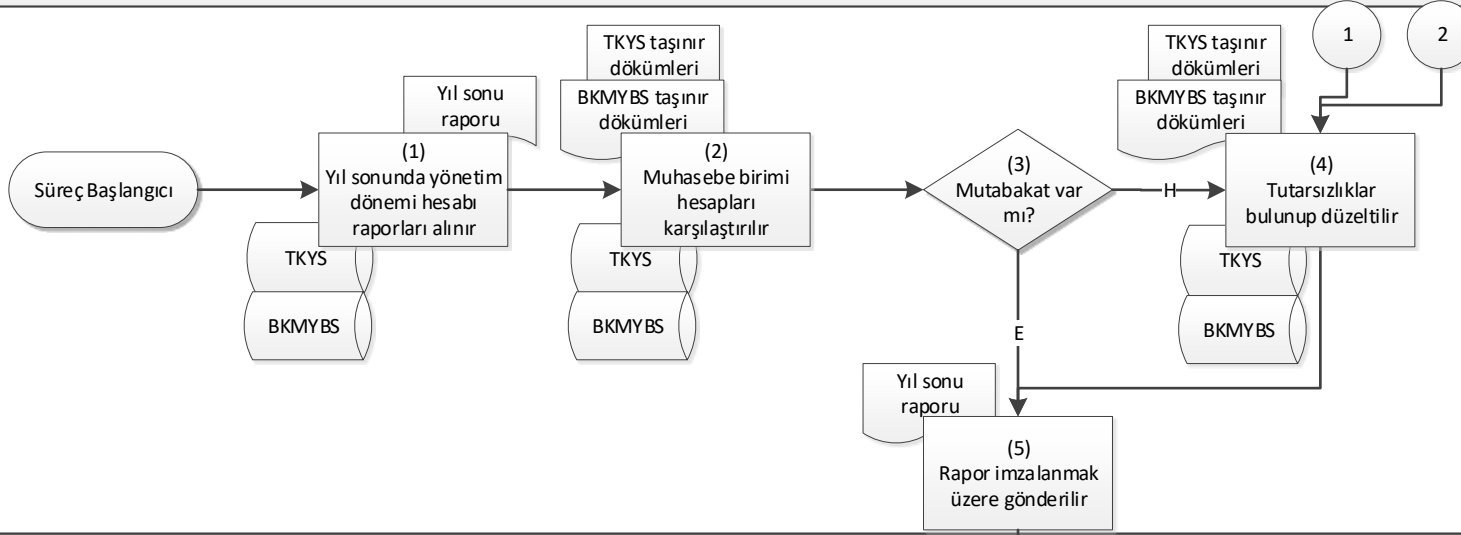 1
2
TKYS taşınır
dökümleri
BKMYBS taşınır
dökümleri
TKYS taşınır
dökümleri
BKMYBS taşınır
dökümleri
Yıl sonu
raporu
Süreç Başlangıcı
(1)
Yıl sonunda yönetim
dönemi hesabı
raporları alınır
TKYS
BKMYBS
(2)
Muhasebe birimi
hesapları
karşılaştırılır
TKYS
BKMYBS
(3)
Mutabakat var
mı?
H
E
(4)
Tutarsızlıklar
bulunup düzeltilir
TKYS
BKMYBS
Yıl sonu
raporu
(5)
Rapor imzalanmak
üzere gönderilir